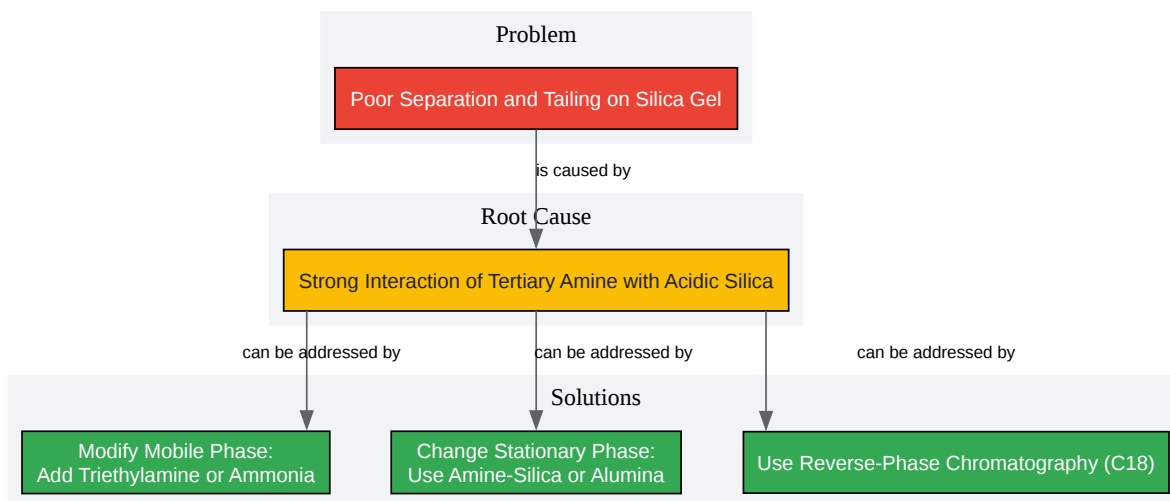 Problem
Poor Separation and Tailing on Silica Gel
is caused by
Root Cause
Strong Interaction of Tertiary Amine with Acidic Silica
can be addressed by
can be addressed by
can be addressed by
Solutions
Modify Mobile Phase:
Add Triethylamine or Ammonia
Change Stationary Phase:
Use Amine-Silica or Alumina
Use Reverse-Phase Chromatography (C18)